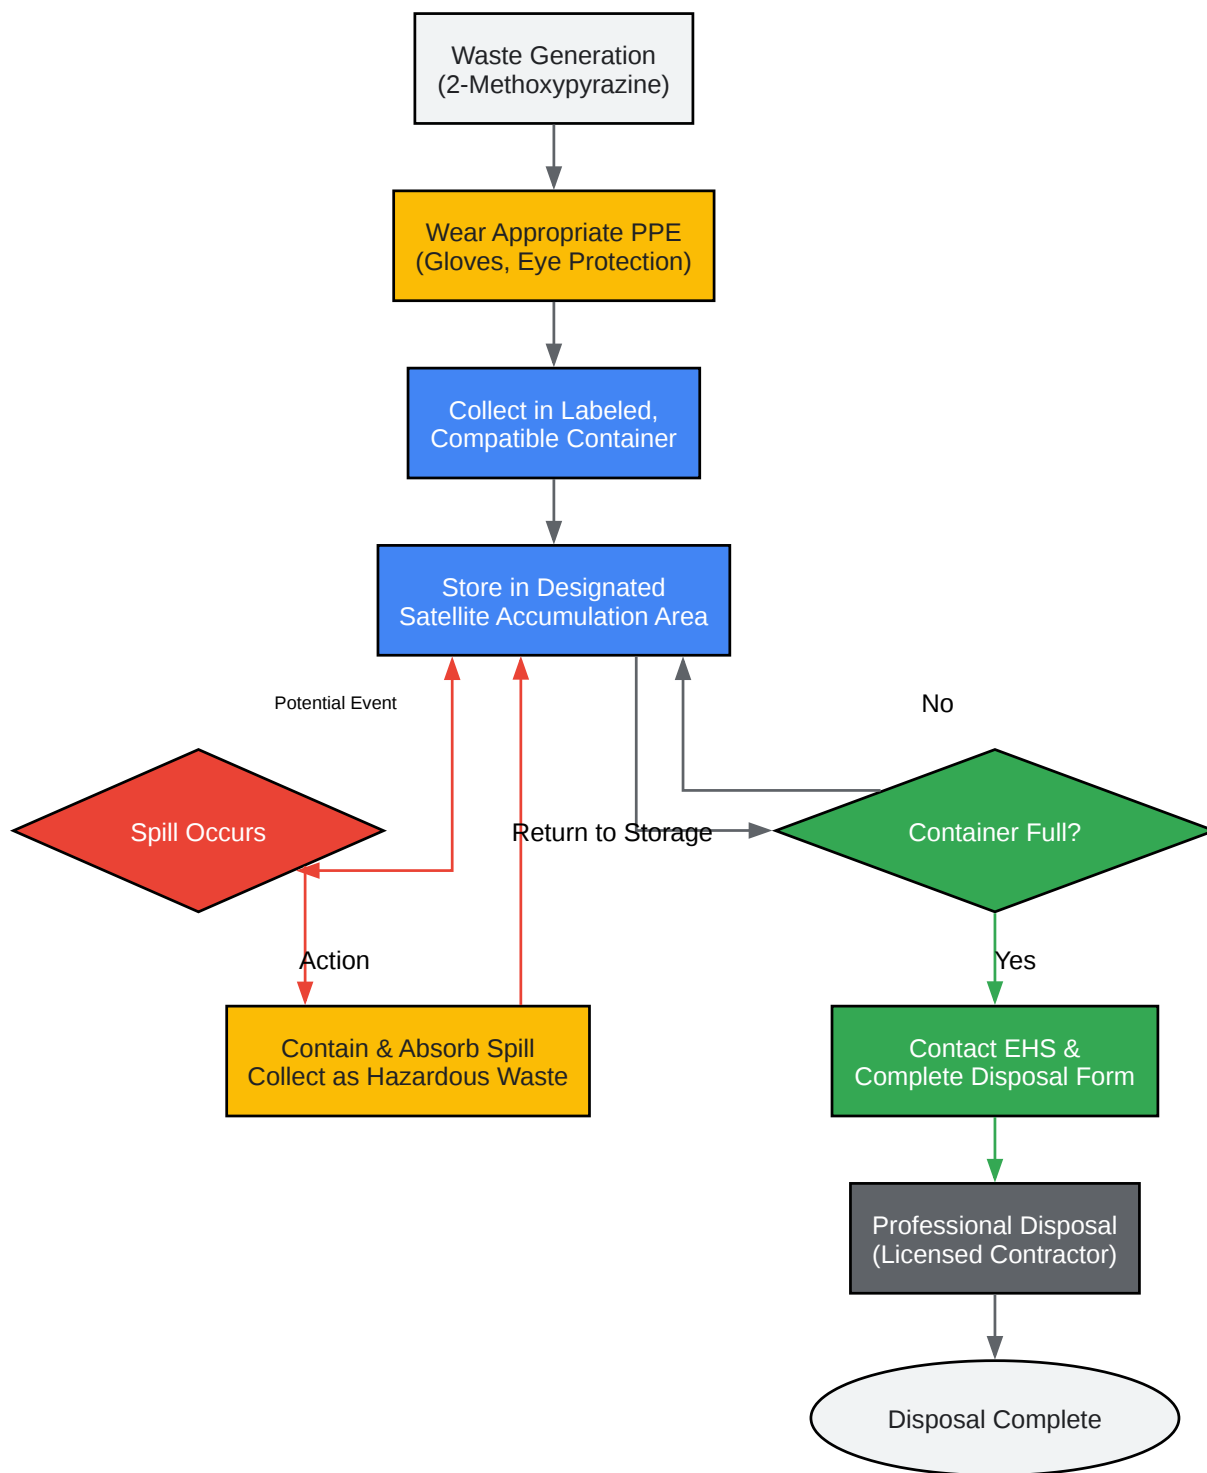 Waste Generation
(2-Methoxypyrazine)
Wear Appropriate PPE
(Gloves, Eye Protection)
Collect in Labeled,
Compatible Container
Store in Designated
Satellite Accumulation Area
Potential Event
No
Spill Occurs
Return to Storage
Container Full?
Action
Yes
Contain & Absorb Spill
Collect as Hazardous Waste
Contact EHS &
Complete Disposal Form
Professional Disposal
(Licensed Contractor)
Disposal Complete